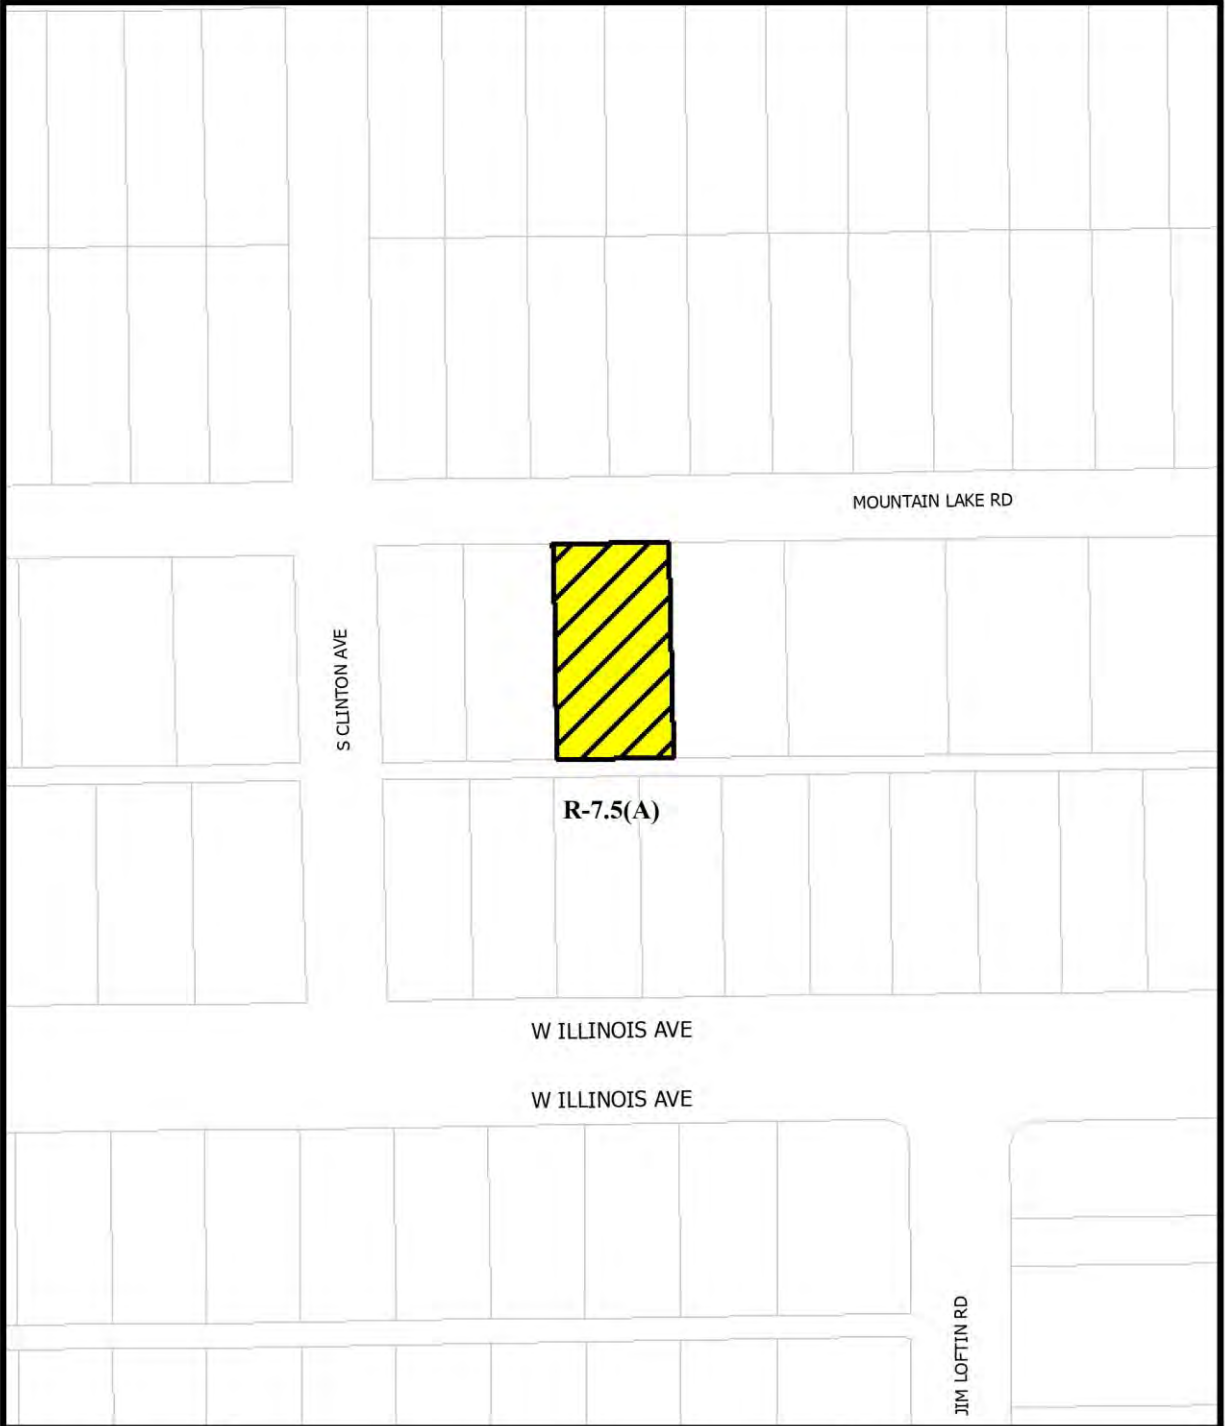 MOUNTAIN LAKE RD
S CLINTON AVE
R-7.5(A)
W ILLINOIS AVE
W ILLINOIS AVE
JIM LOFTIN RD